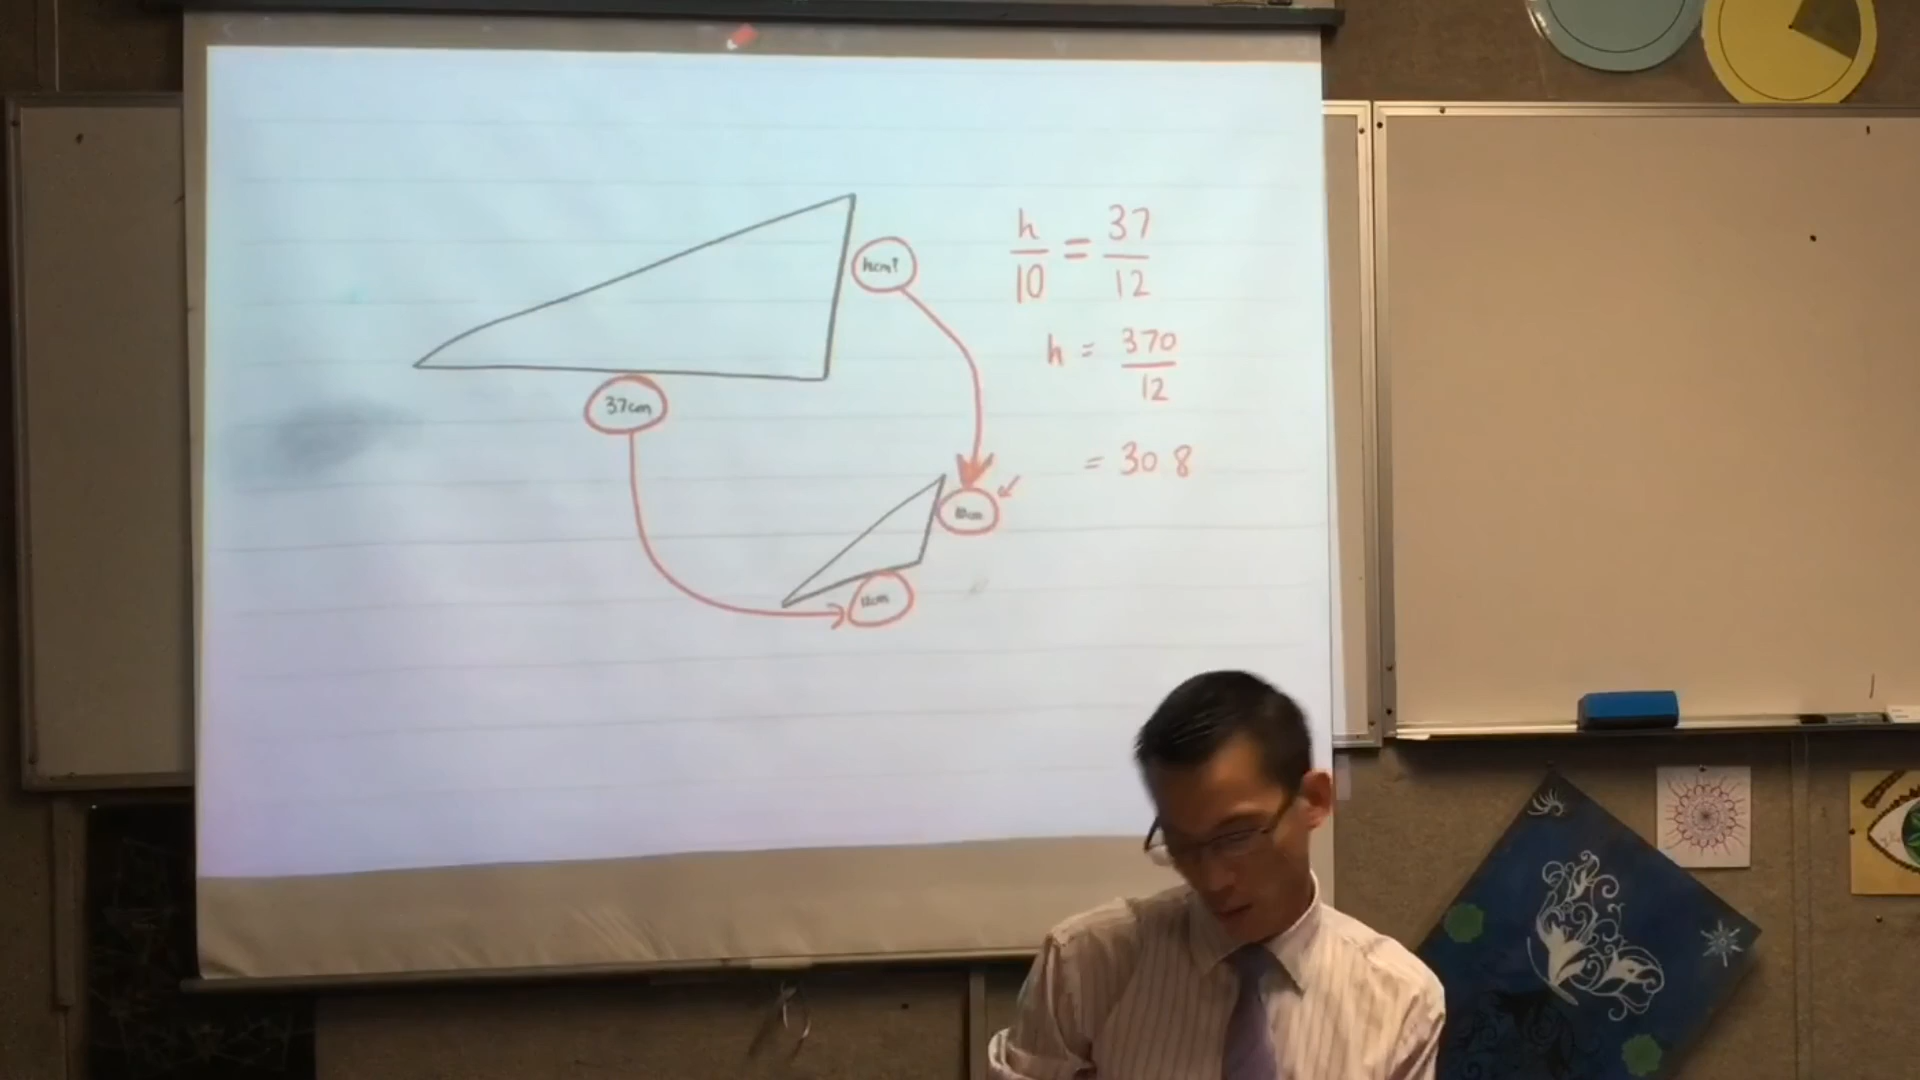 hcm?
37cm
10cm
12cm
h/10 = 37/12
h = 370/12
= 30 8